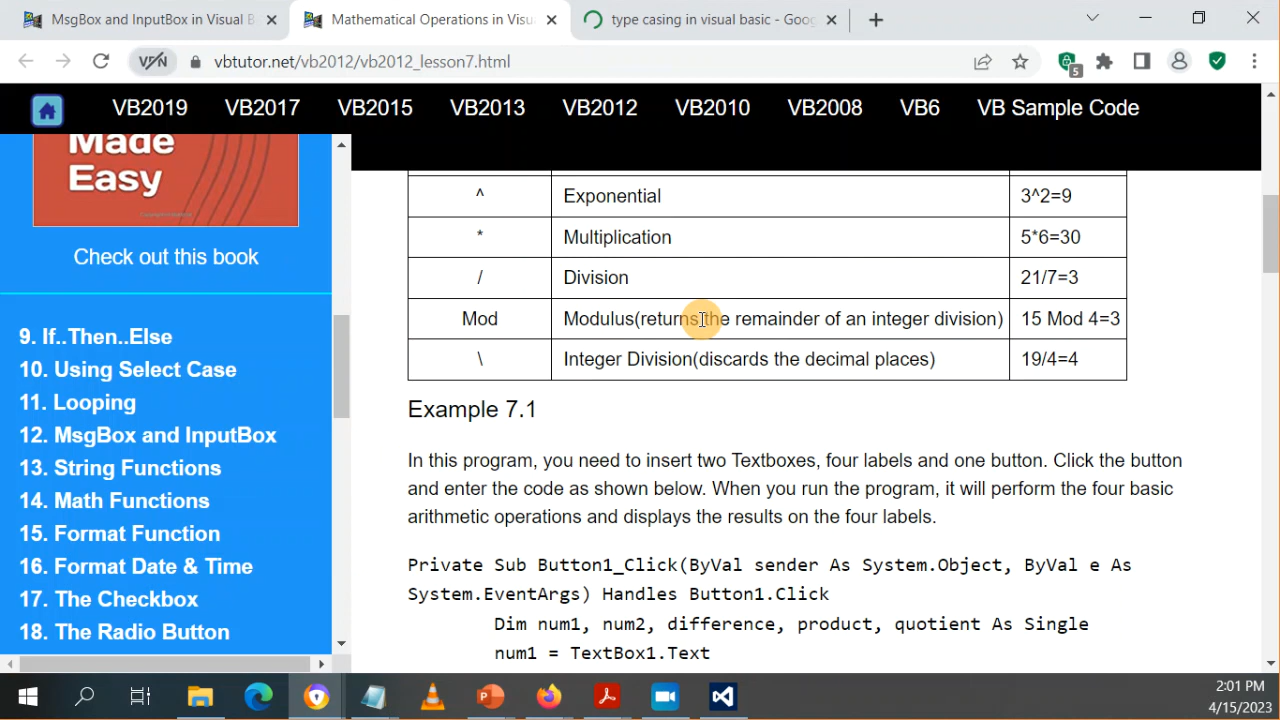 MsgBox and InputBox in Visual B
Mathematical Operations in Visu
type casing in visual basic - Goog
VPN
vbtutor.net/vb2012/vb2012_lesson7.html
5
VB2019 VB2017 VB2015 VB2013 VB2012 VB2010 VB2008 VB6 VB Sample Code
Made
Easy
Check out this book
9. If..Then..Else
10. Using Select Case
11. Looping
12. MsgBox and InputBox
13. String Functions
14. Math Functions
15. Format Function
16. Format Date & Time
17. The Checkbox
18. The Radio Button
^ Exponential 3^2=9
* Multiplication 5*6=30
/ Division 21/7=3
Mod Modulus(returns the remainder of an integer division) 15 Mod 4=3
\ Integer Division(discards the decimal places) 19/4=4
Example 7.1
In this program, you need to insert two Textboxes, four labels and one button. Click the button
and enter the code as shown below. When you run the program, it will perform the four basic
arithmetic operations and displays the results on the four labels.
Private Sub Button1_Click(ByVal sender As System.Object, ByVal e As
System.EventArgs) Handles Button1.Click
Dim num1, num2, difference, product, quotient As Single
num1 = TextBox1.Text
2:01 PM
4/15/2023